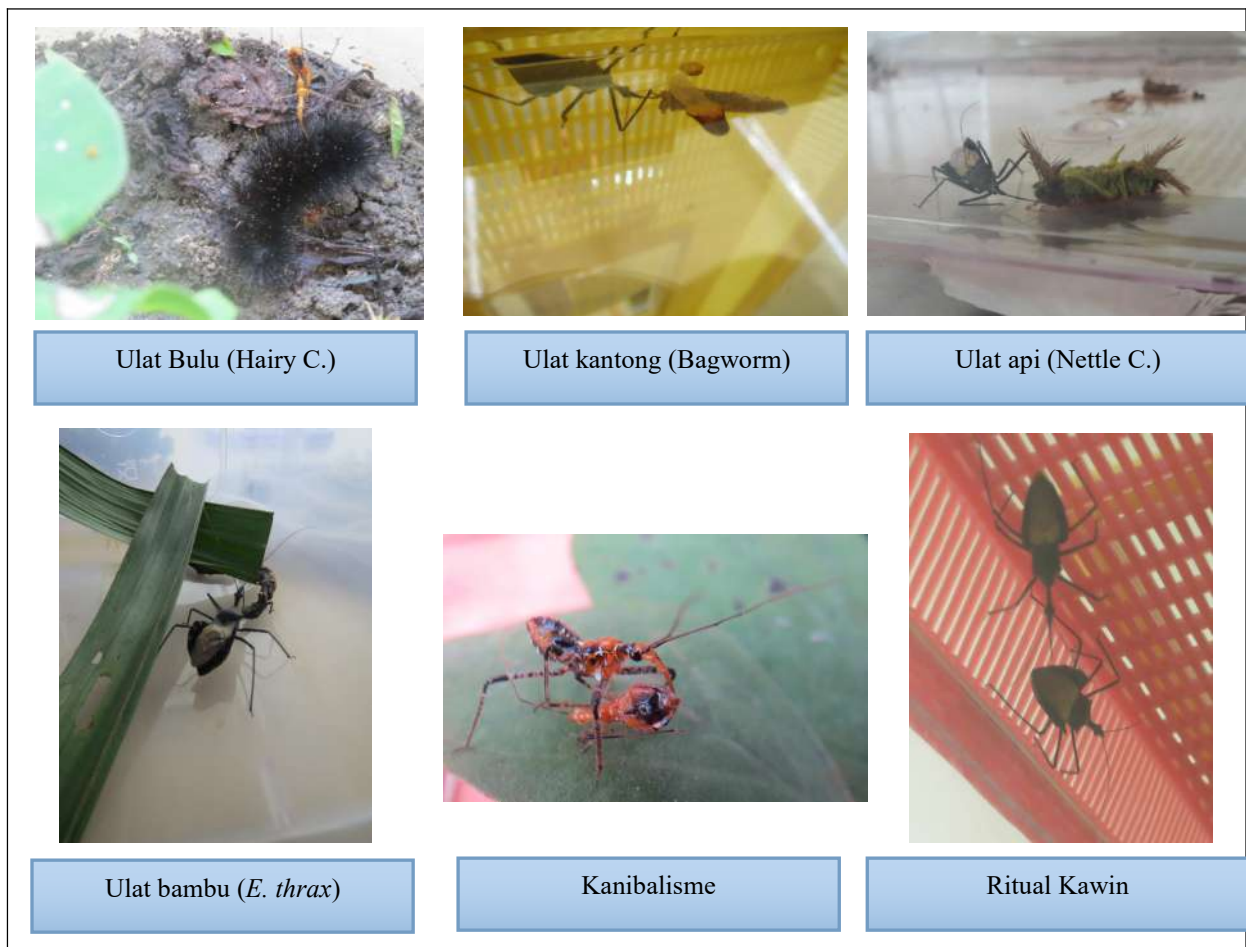 Ulat Bulu (Hairy C.)
Ulat kantong (Bagworm)
Ulat api (Nettle C.)
Ulat bambu (E. thrax)
Kanibalisme
Ritual Kawin